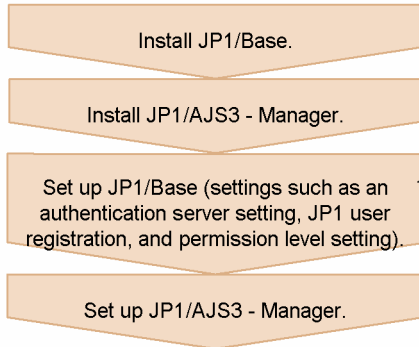 Install JP1/Base.
Install JP1/AJS3 - Manager.
Set up JP1/Base (settings such as an
authentication server setting, JP1 user
registration, and permission level setting).
Set up JP1/AJS3 - Manager.